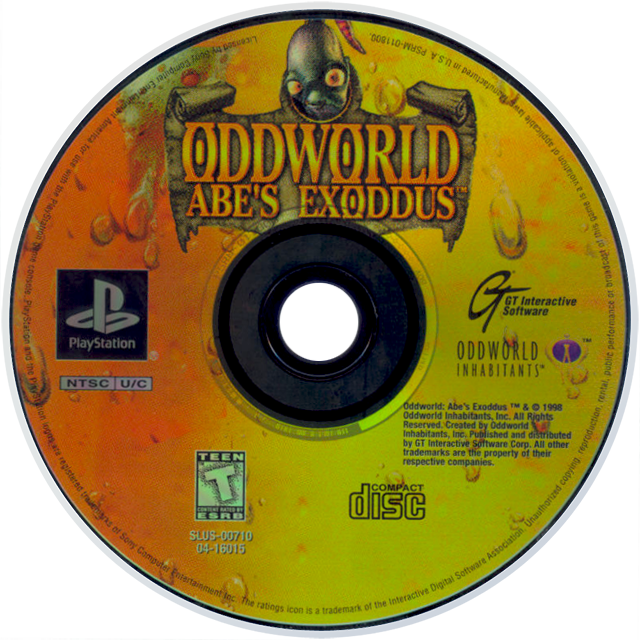 Licensed by Sony Computer Entertainment America for use with the PlayStation game console. PlayStation and the PlayStation logos are registered trademarks of Sony Computer Entertainment Inc. The ratings icon is a trademark of the Interactive Digital Software Association. Unauthorized copying, reproduction, rental, public performance or broadcast of this game is a violation of applicable laws. Manufactured in U.S.A. PSRM-011800.
ODDWORLD
ABE'S EXODDUS™
PlayStation
NTSC U/C
GT Interactive
Software
ODDWORLD ™
INHABITANTS™
Oddworld: Abe's Exoddus ™ & © 1998
Oddworld Inhabitants, Inc. All Rights
Reserved. Created by Oddworld
Inhabitants, Inc. Published and distributed
by GT Interactive Software Corp. All other
trademarks are the property of their
respective companies.
TEEN
T
CONTENT RATED BY
ESRB
SLUS-00710
04-16015
COMPACT
disc